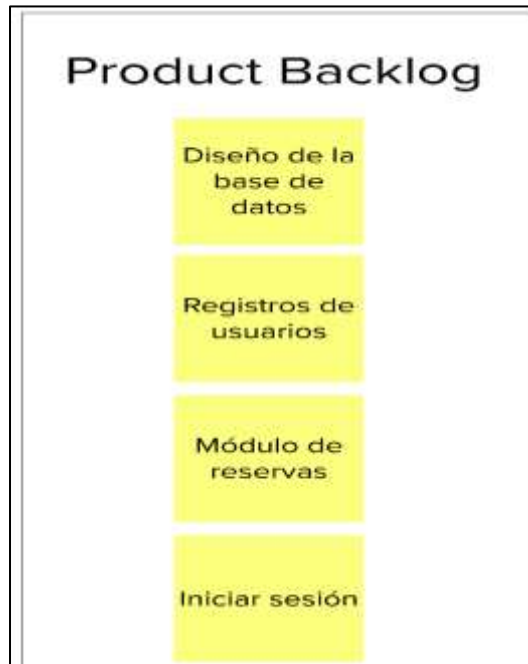 Product Backlog
Diseño de la
base de
datos
Registros de
usuarios
Módulo de
reservas
Iniciar sesión